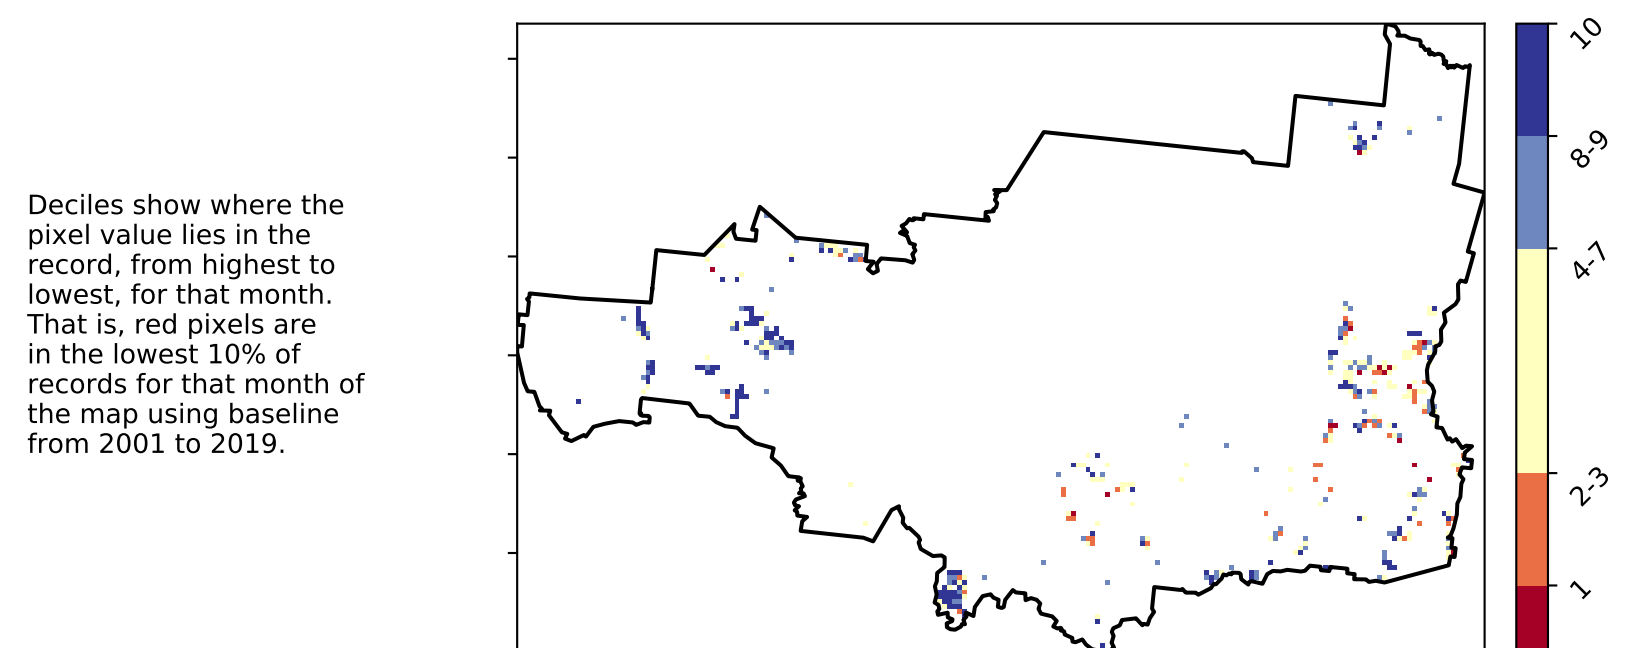 Deciles show where the
pixel value lies in the
record, from highest to
lowest, for that month.
That is, red pixels are
in the lowest 10% of
records for that month of
the map using baseline
from 2001 to 2019.
10
8-9
4-7
2-3
1